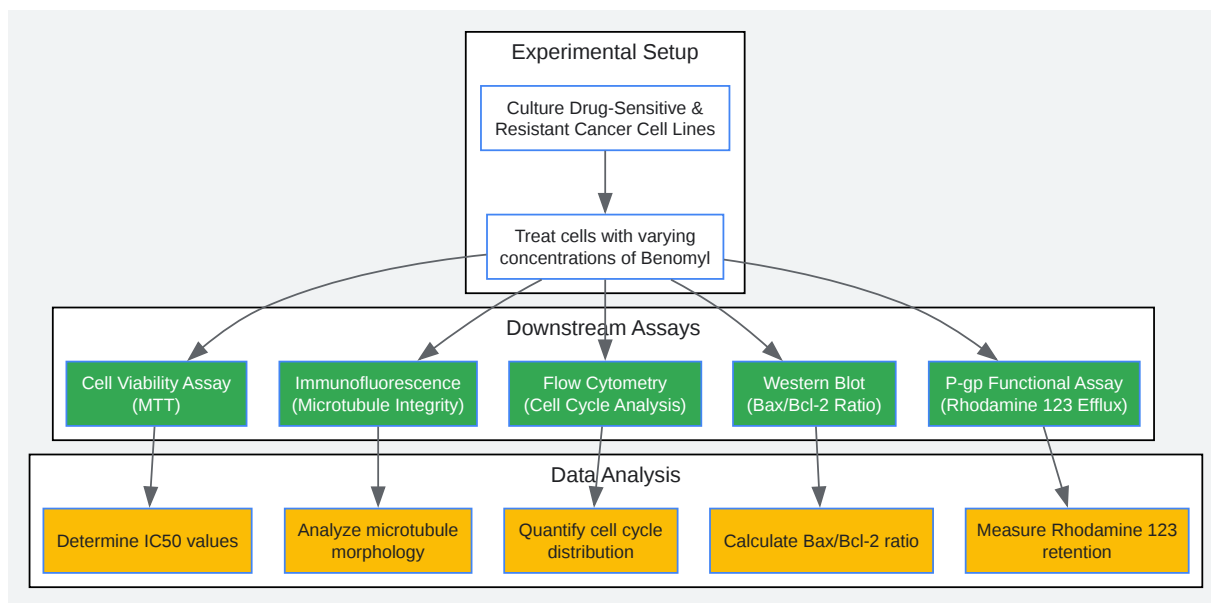 Experimental Setup
Culture Drug-Sensitive &
Resistant Cancer Cell Lines
Treat cells with varying
concentrations of Benomyl
Downstream Assays
Cell Viability Assay
(MTT)
Immunofluorescence
(Microtubule Integrity)
Flow Cytometry
(Cell Cycle Analysis)
Western Blot
(Bax/Bcl-2 Ratio)
P-gp Functional Assay
(Rhodamine 123 Efflux)
Data Analysis
Determine IC50 values
Analyze microtubule
morphology
Quantify cell cycle
distribution
Calculate Bax/Bcl-2 ratio
Measure Rhodamine 123
retention